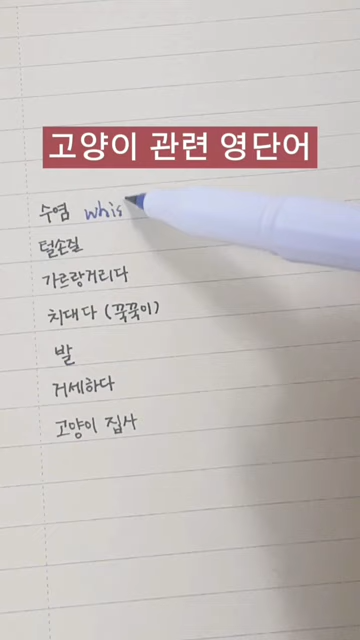 고양이 관련 영단어
수염 whis
털손질
가르랑거리다
치대다 (꾹꾹이)
발
거세하다
고양이 집사